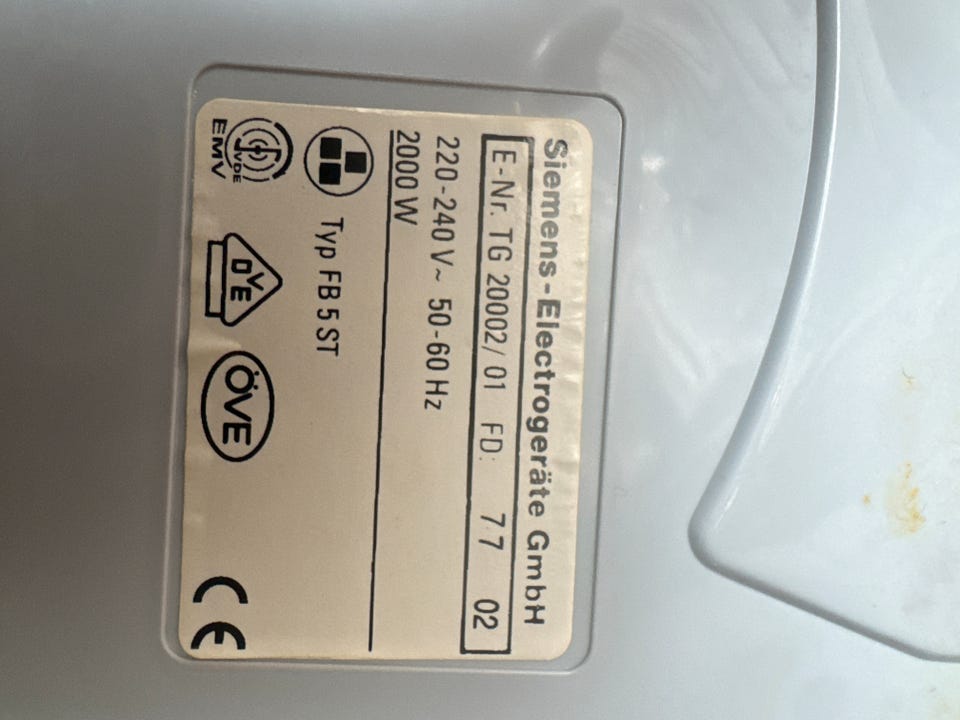 Siemens-Electrogeräte GmbH
E-Nr. TG 20002/01 FD: 77 02
220-240 V~ 50-60 Hz
2000 W
Typ FB 5 ST
VDE
EMV
DVE
ÖVE
CE